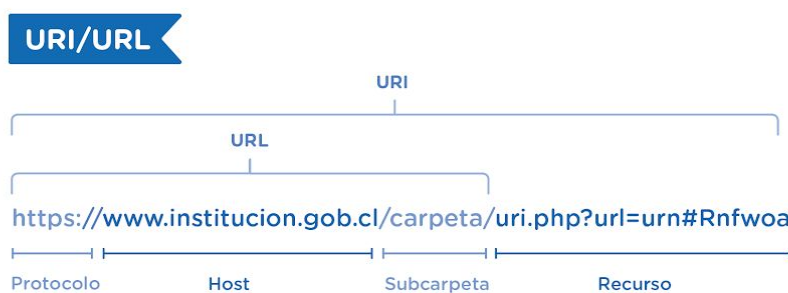 URI/URL
URI
URL
https://www.institucion.gob.cl/carpeta/uri.php?url=urn#Rnfwoa
Protocolo Host Subcarpeta Recurso